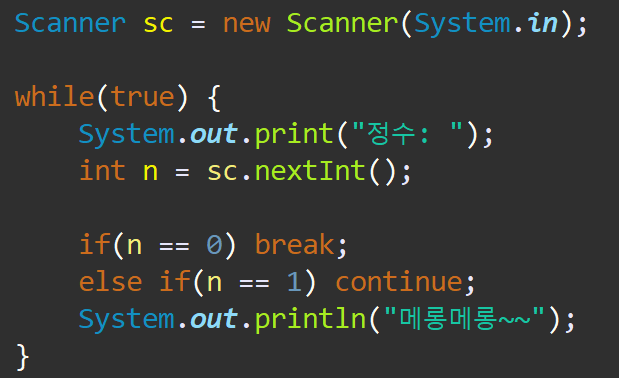 Scanner sc = new Scanner(System.in);
while(true) {
System.out.print("정수: ");
int n = sc.nextInt();
if(n == 0) break;
else if(n == 1) continue;
System.out.println("메롱메롱~~");
}